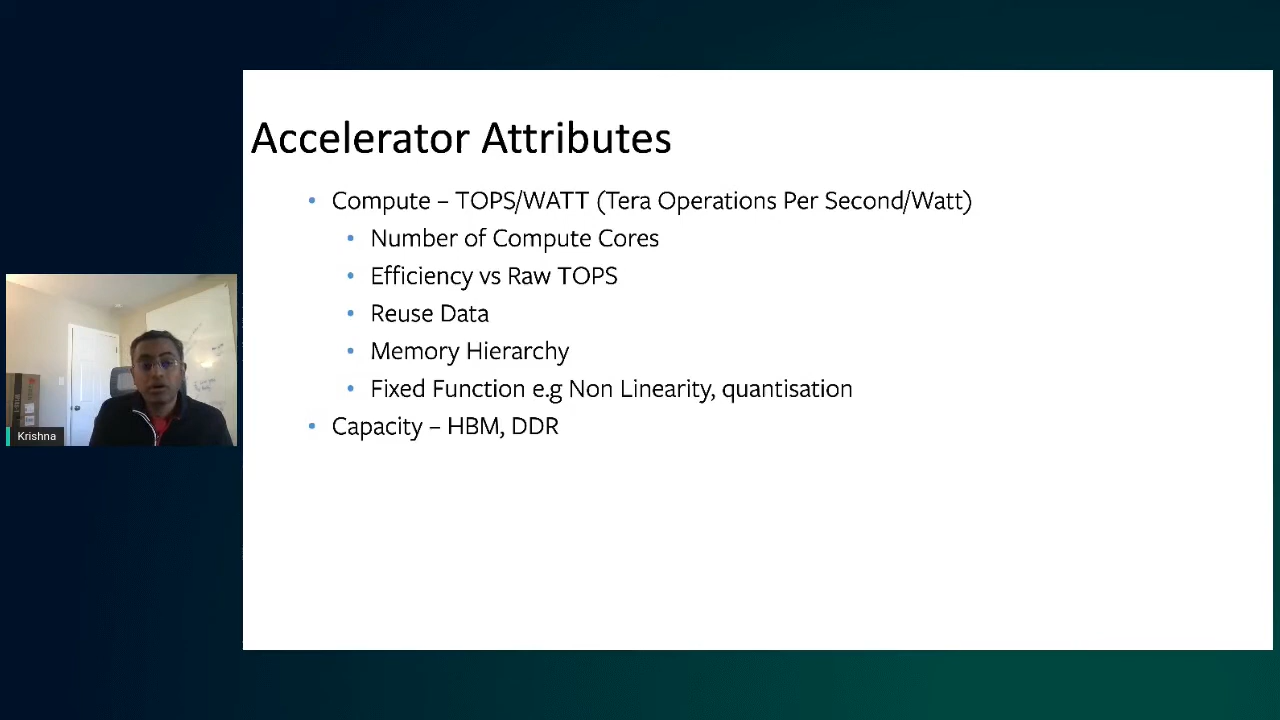 Accelerator Attributes
• Compute – TOPS/WATT (Tera Operations Per Second/Watt)
• Number of Compute Cores
• Efficiency vs Raw TOPS
• Reuse Data
• Memory Hierarchy
• Fixed Function e.g Non Linearity, quantisation
• Capacity – HBM, DDR
Krishna